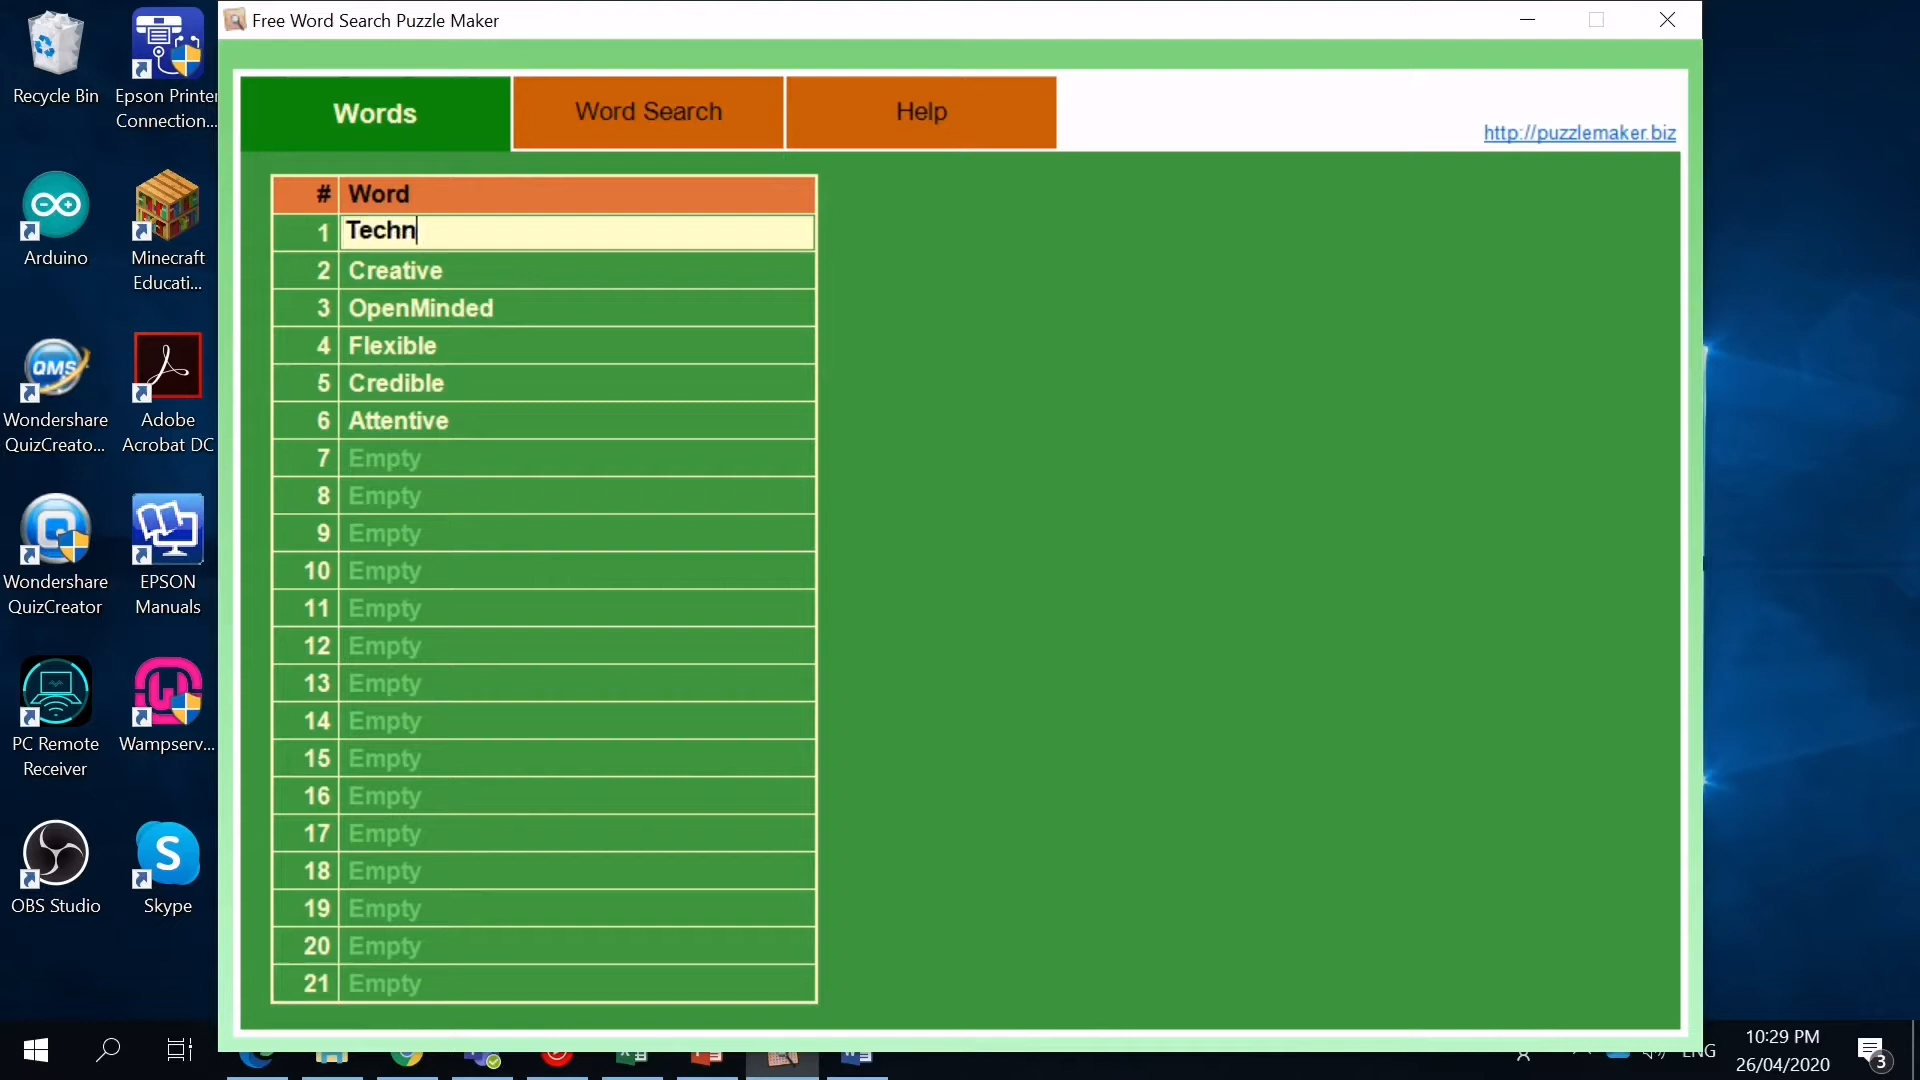 Free Word Search Puzzle Maker
Recycle Bin
Epson Printer
Connection...
Arduino
Minecraft
Educati...
QMS
Wondershare
QuizCreato...
Adobe
Acrobat DC
Wondershare
QuizCreator
EPSON
Manuals
PC Remote
Receiver
Wampserv...
OBS Studio
Skype
Words
Word Search
Help
http://puzzlemaker.biz
# Word
1 Techn
2 Creative
3 OpenMinded
4 Flexible
5 Credible
6 Attentive
7 Empty
8 Empty
9 Empty
10 Empty
11 Empty
12 Empty
13 Empty
14 Empty
15 Empty
16 Empty
17 Empty
18 Empty
19 Empty
20 Empty
21 Empty
ENG
10:29 PM
26/04/2020
3